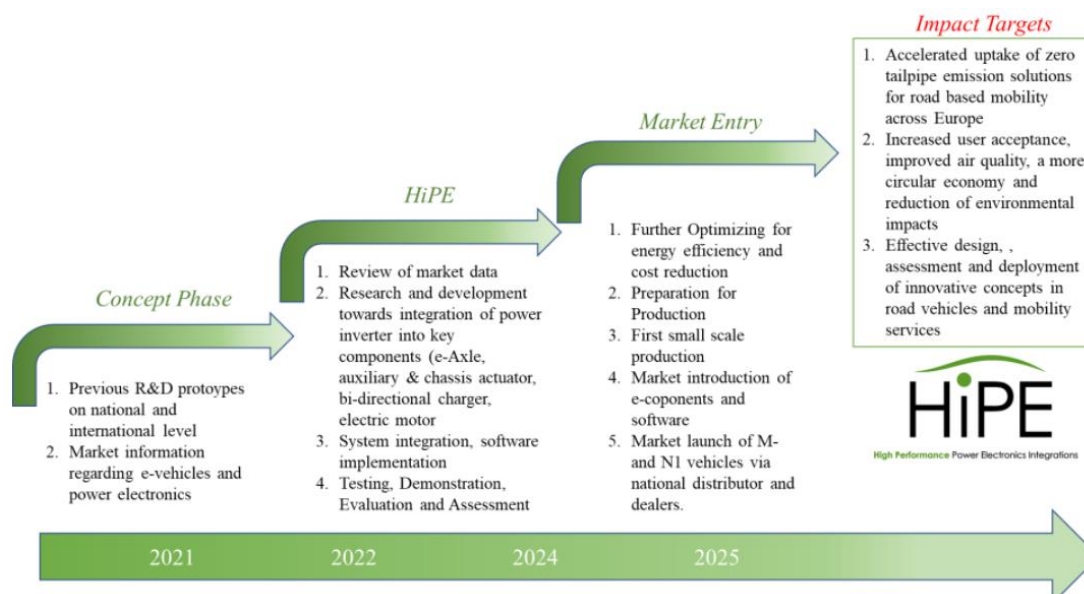 Concept Phase
1. Previous R&D protoypes
on national and
international level
2. Market information
regarding e-vehicles and
power electronics
HiPE
1. Review of market data
2. Research and development
towards integration of power
inverter into key
components (e-Axle,
auxiliary & chassis actuator,
bi-directional charger,
electric motor
3. System integration, software
implementation
4. Testing, Demonstration,
Evaluation and Assessment
Market Entry
1. Further Optimizing for
energy efficiency and
cost reduction
2. Preparation for
Production
3. First small scale
production
4. Market introduction of
e-coponents and
software
5. Market launch of M-
and N1 vehicles via
national distributor and
dealers.
Impact Targets
1. Accelerated uptake of zero
tailpipe emission solutions
for road based mobility
across Europe
2. Increased user acceptance,
improved air quality, a more
circular economy and
reduction of environmental
impacts
3. Effective design, ,
assessment and deployment
of innovative concepts in
road vehicles and mobility
services
HiPE
High Performance Power Electronics Integrations
2021 2022 2024 2025